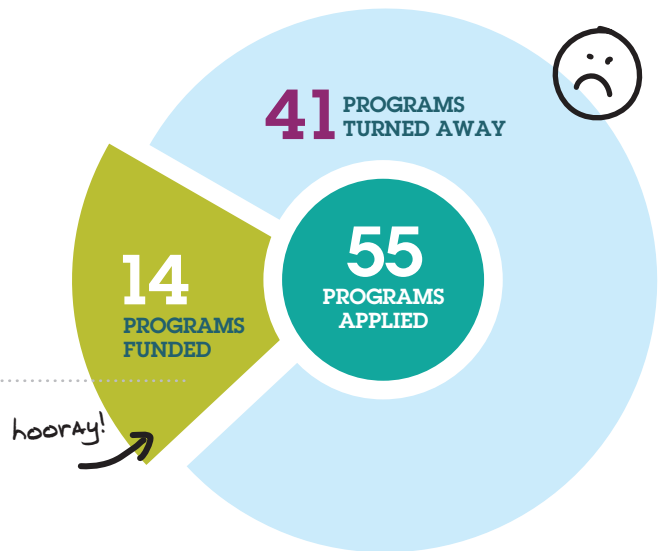 41 PROGRAMS
TURNED AWAY
55
PROGRAMS
APPLIED
14
PROGRAMS
FUNDED
hooray!